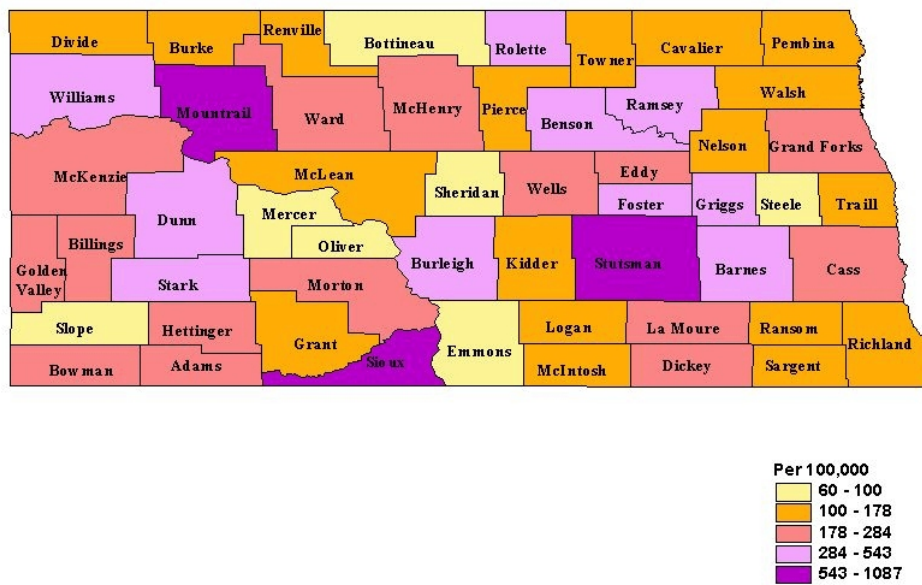 Divide
Burke
Renville
Bottineau
Rolette
Towner
Cavalier
Pembina
Williams
Mountrail
Ward
McHenry
Pierce
Benson
Ramsey
Walsh
Nelson
Grand Forks
McKenzie
Dunn
McLean
Mercer
Oliver
Sheridan
Wells
Eddy
Foster
Griggs
Steele
Traill
Golden
Valley
Billings
Stark
Morton
Burleigh
Kidder
Stutsman
Barnes
Cass
Slope
Hettinger
Grant
Sioux
Emmons
Logan
La Moure
Ransom
Richland
Bowman
Adams
McIntosh
Dickey
Sargent
Per 100,000
60 - 100
100 - 178
178 - 284
284 - 543
543 - 1087